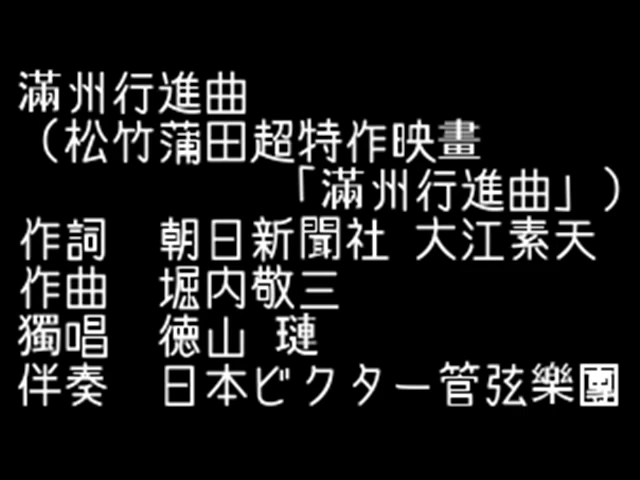 滿州行進曲
（松竹蒲田超特作映畫
「滿州行進曲」）
作詞　朝日新聞社 大江素天
作曲　堀内敬三
獨唱　徳山 璉
伴奏　日本ビクター管弦樂團